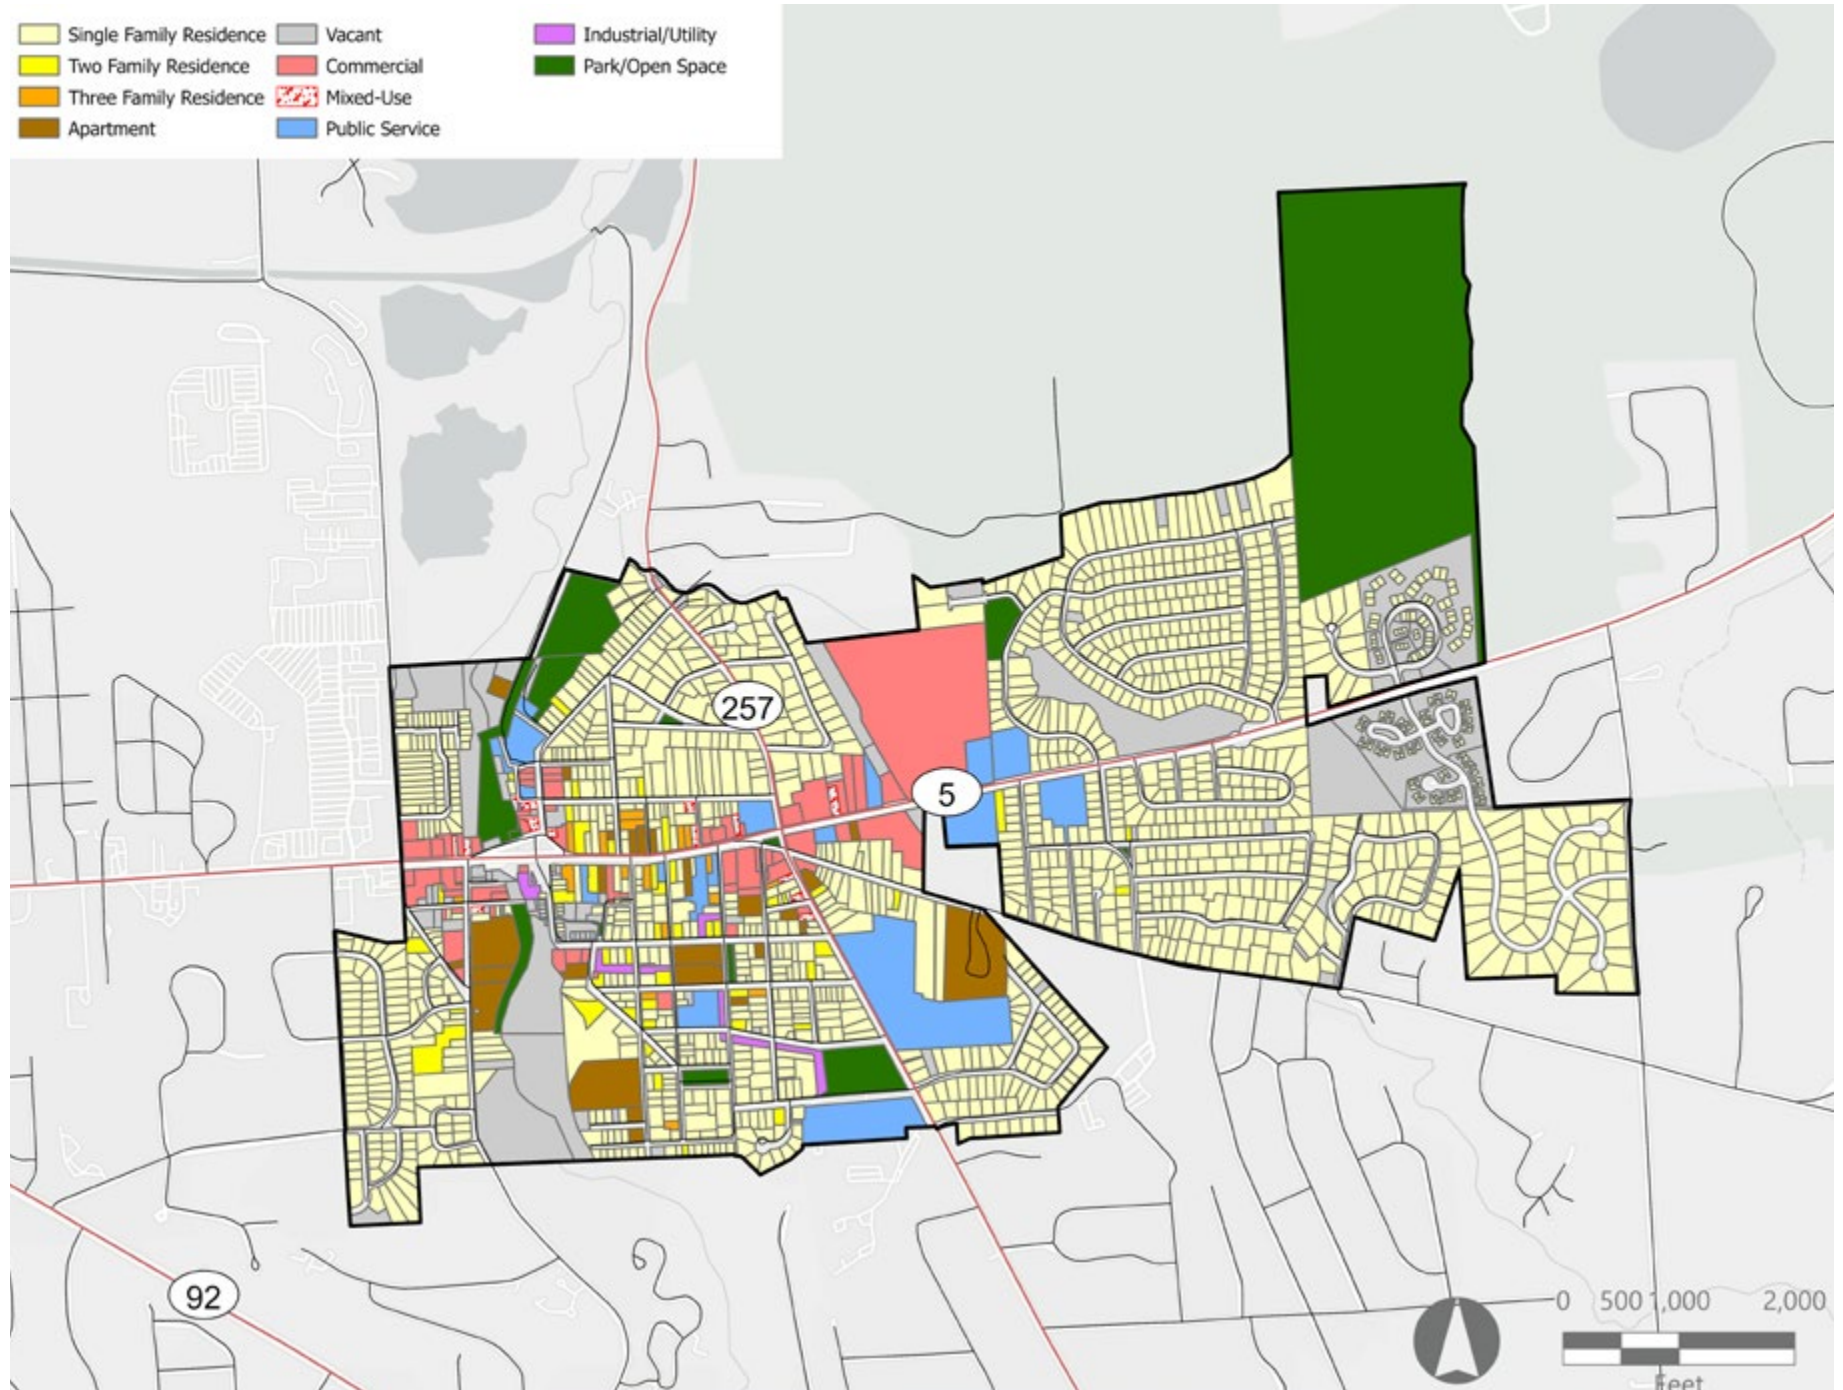 Single Family Residence
Two Family Residence
Three Family Residence
Apartment
Vacant
Commercial
Mixed-Use
Public Service
Industrial/Utility
Park/Open Space
257
5
92
0 500 1,000 2,000
Feet